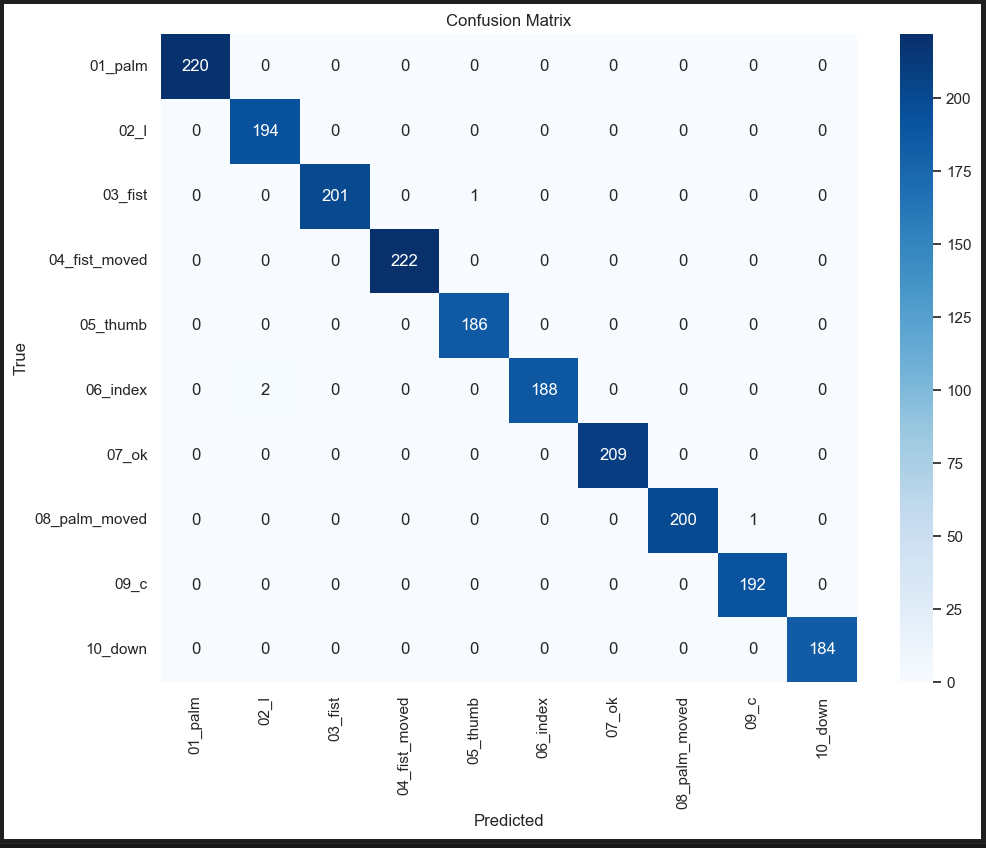 Confusion Matrix
01_palm 220 0 0 0 0 0 0 0 0 0
02_l 0 194 0 0 0 0 0 0 0 0
03_fist 0 0 201 0 1 0 0 0 0 0
04_fist_moved 0 0 0 222 0 0 0 0 0 0
05_thumb 0 0 0 0 186 0 0 0 0 0
06_index 0 2 0 0 0 188 0 0 0 0
07_ok 0 0 0 0 0 0 209 0 0 0
08_palm_moved 0 0 0 0 0 0 0 200 1 0
09_c 0 0 0 0 0 0 0 0 192 0
10_down 0 0 0 0 0 0 0 0 0 184
True
01_palm 02_l 03_fist 04_fist_moved 05_thumb 06_index 07_ok 08_palm_moved 09_c 10_down
Predicted
200
175
150
125
100
75
50
25
0